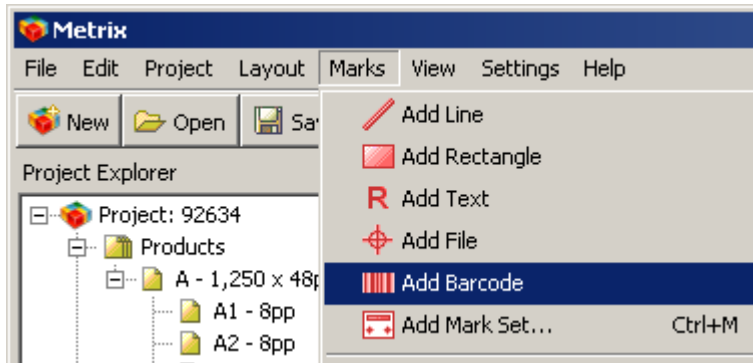 Metrix
File Edit Project Layout Marks View Settings Help
New Open
Add Line
Add Rectangle
R Add Text
Add File
Add Barcode
Add Mark Set... Ctrl+M
Project Explorer
Project: 92634
Products
A - 1,250 x
A1 - 8pp
A2 - 8pp